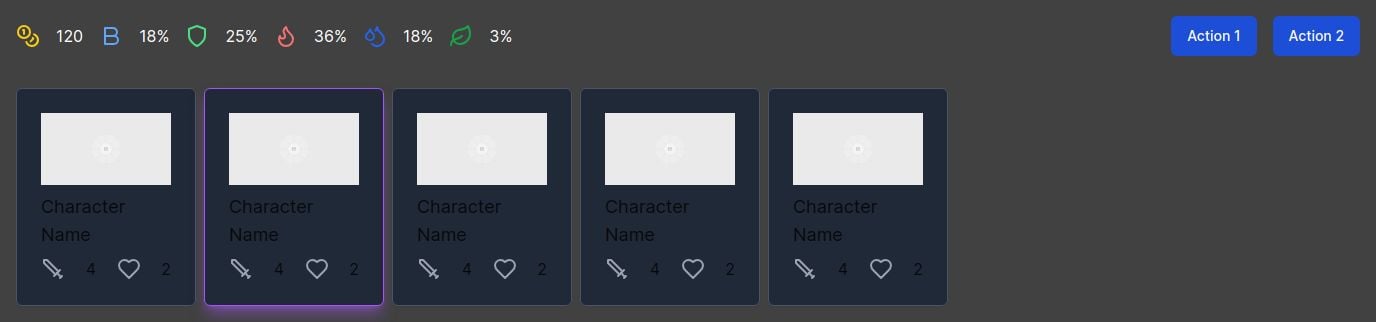 120 18% 25% 36% 18% 3% Action 1 Action 2
Character Character Character Character Character
Name Name Name Name Name
4 2 4 2 4 2 4 2 4 2